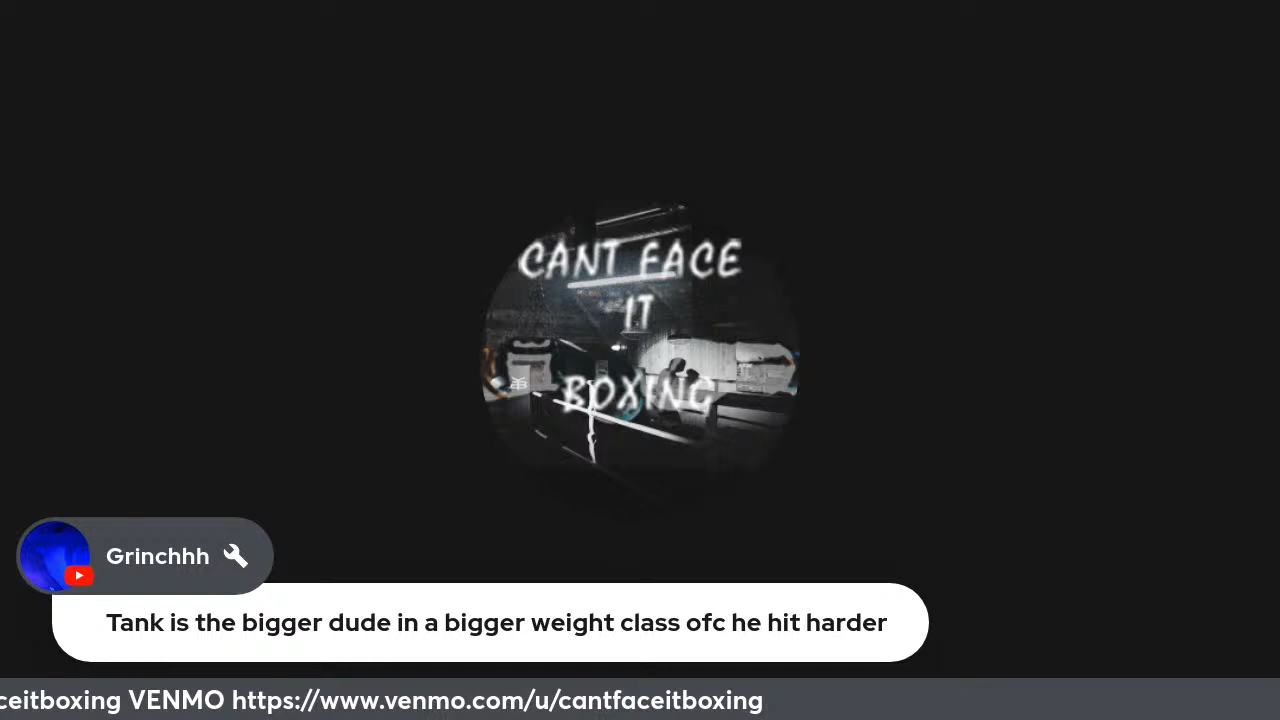 CANT FACE
IT
BOXING
Grinchhh
Tank is the bigger dude in a bigger weight class ofc he hit harder
ceitboxing VENMO https://www.venmo.com/u/cantfaceitboxing